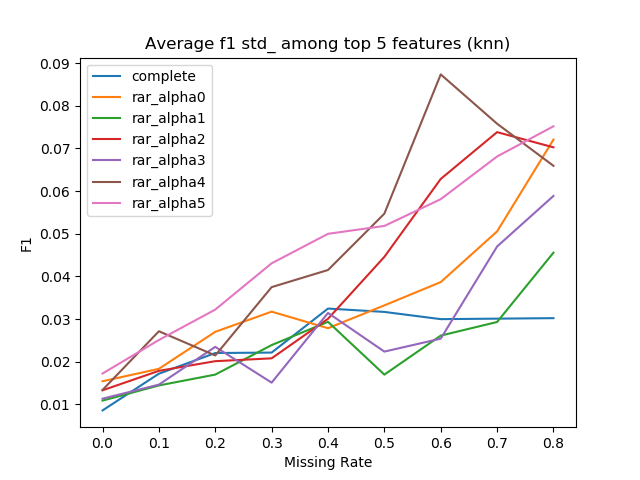 Average f1 std_ among top 5 features (knn)
F1
0.09
0.08
0.07
0.06
0.05
0.04
0.03
0.02
0.01
complete
rar_alpha0
rar_alpha1
rar_alpha2
rar_alpha3
rar_alpha4
rar_alpha5
0.0 0.1 0.2 0.3 0.4 0.5 0.6 0.7 0.8
Missing Rate